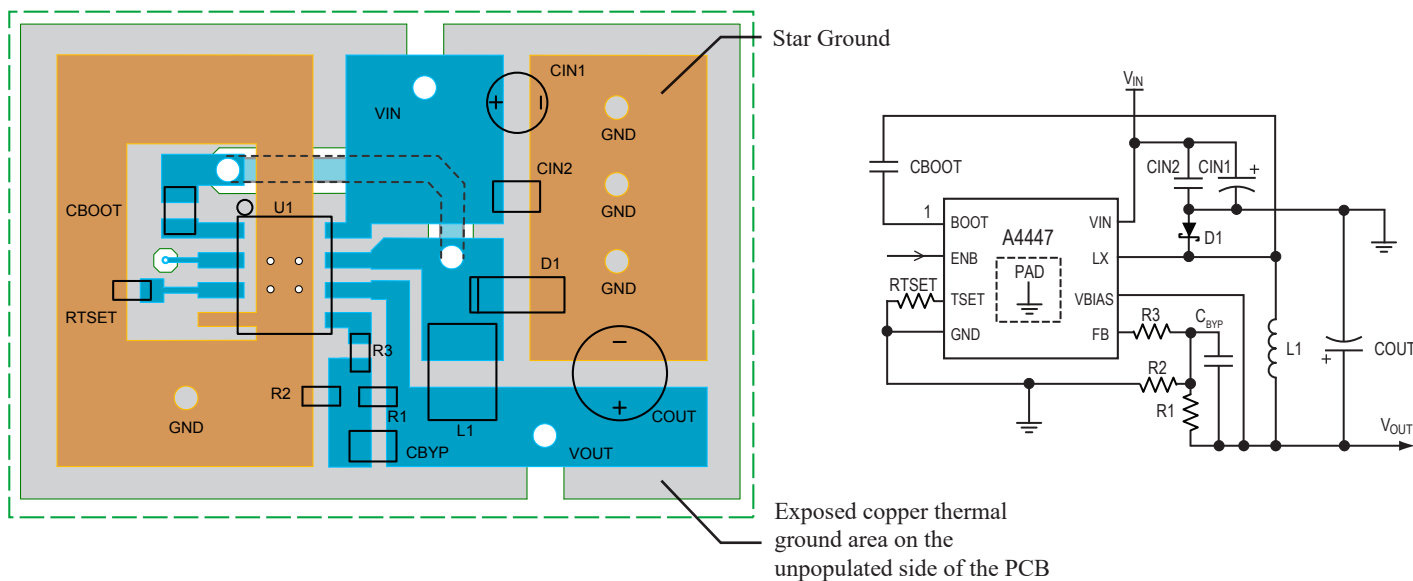 Star Ground
CIN1
+
–
VIN
GND
CIN2
GND
CBOOT
U1
D1
GND
RTSET
R3
–
R2
R1
+
COUT
L1
GND
CBYP
VOUT
Exposed copper thermal
ground area on the
unpopulated side of the PCB
VIN
CBOOT
CIN2
CIN1
+
1
BOOT
VIN
A4447
D1
ENB
LX
PAD
RTSET
TSET
VBIAS
R3
CBYP
GND
FB
L1
+
COUT
R2
R1
VOUT